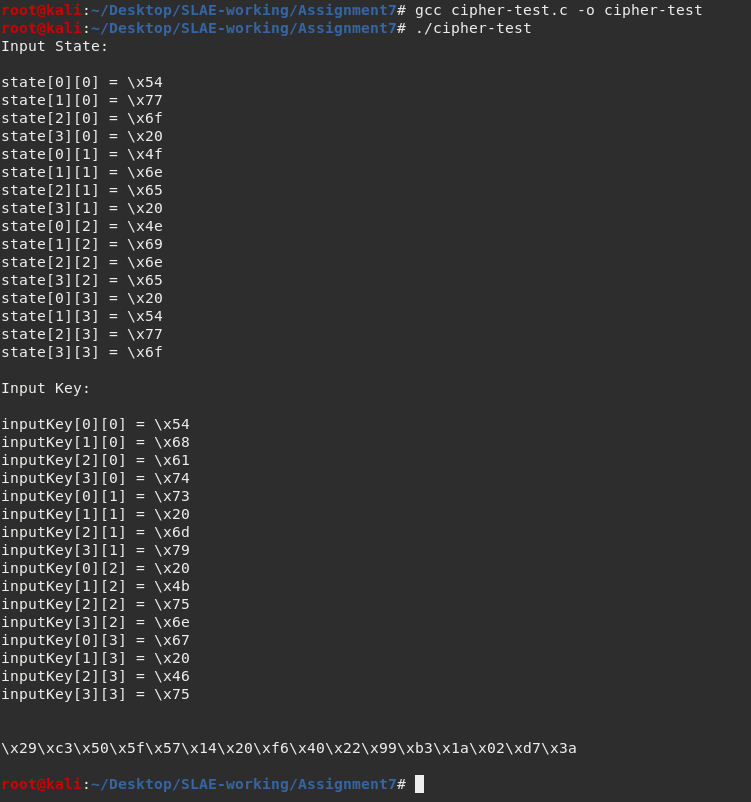 root@kali:~/Desktop/SLAE-working/Assignment7# gcc cipher-test.c -o cipher-test
root@kali:~/Desktop/SLAE-working/Assignment7# ./cipher-test
Input State:
state[0][0] = \x54
state[1][0] = \x77
state[2][0] = \x6f
state[3][0] = \x20
state[0][1] = \x4f
state[1][1] = \x6e
state[2][1] = \x65
state[3][1] = \x20
state[0][2] = \x4e
state[1][2] = \x69
state[2][2] = \x6e
state[3][2] = \x65
state[0][3] = \x20
state[1][3] = \x54
state[2][3] = \x77
state[3][3] = \x6f
Input Key:
inputKey[0][0] = \x54
inputKey[1][0] = \x68
inputKey[2][0] = \x61
inputKey[3][0] = \x74
inputKey[0][1] = \x73
inputKey[1][1] = \x20
inputKey[2][1] = \x6d
inputKey[3][1] = \x79
inputKey[0][2] = \x20
inputKey[1][2] = \x4b
inputKey[2][2] = \x75
inputKey[3][2] = \x6e
inputKey[0][3] = \x67
inputKey[1][3] = \x20
inputKey[2][3] = \x46
inputKey[3][3] = \x75
\x29\xc3\x50\x5f\x57\x14\x20\xf6\x40\x22\x99\xb3\x1a\x02\xd7\x3a
root@kali:~/Desktop/SLAE-working/Assignment7#